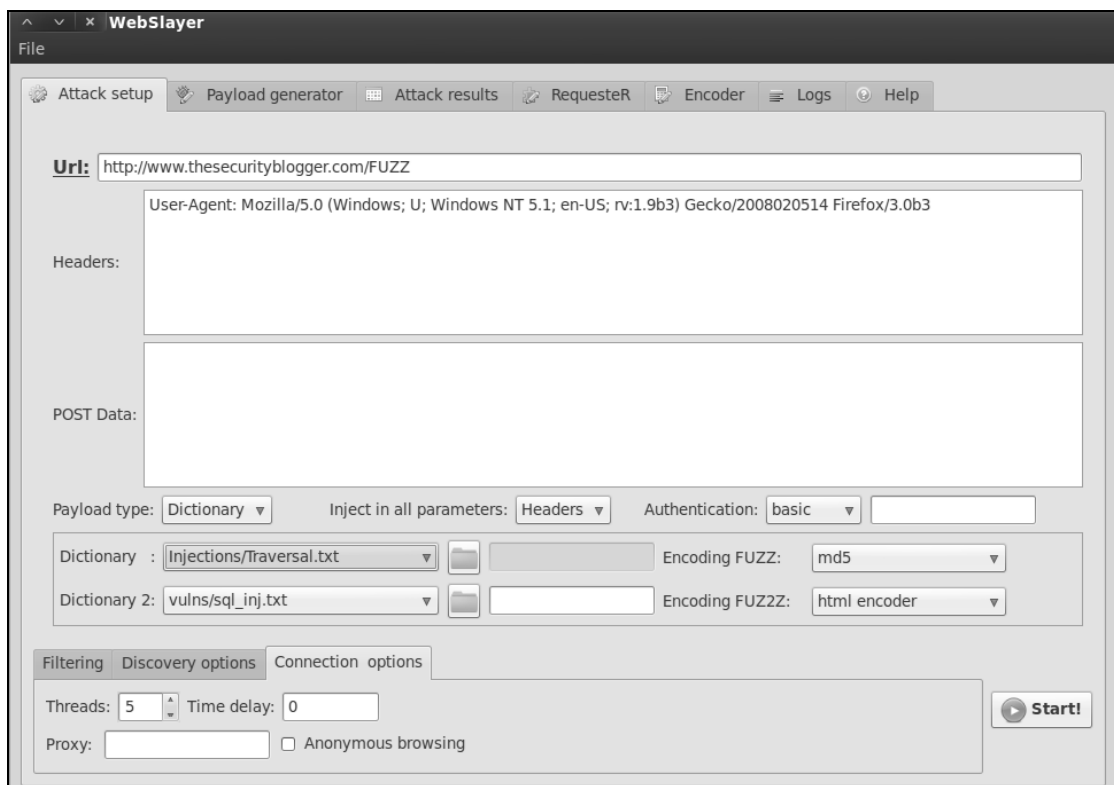 WebSlayer
File
Attack setup Payload generator Attack results RequesteR Encoder Logs Help
Url: http://www.thesecurityblogger.com/FUZZ
Headers: User-Agent: Mozilla/5.0 (Windows; U; Windows NT 5.1; en-US; rv:1.9b3) Gecko/2008020514 Firefox/3.0b3
POST Data:
Payload type: Dictionary Inject in all parameters: Headers Authentication: basic
Dictionary : Injections/Traversal.txt Encoding FUZZ: md5
Dictionary 2: vulns/sql_inj.txt Encoding FUZ2Z: html encoder
Filtering Discovery options Connection options
Threads: 5 Time delay: 0
Start!
Proxy: Anonymous browsing